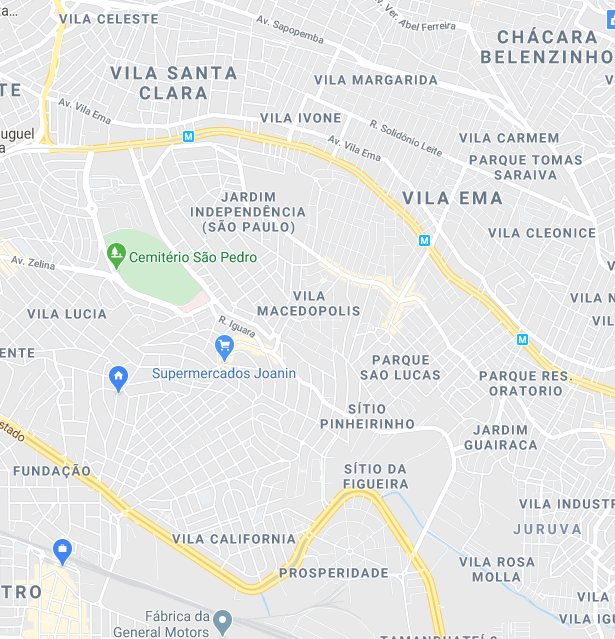 a...
VILA CELESTE
Av. Sapopemba
Av. Ver. Abel Ferreira
CHÁCARA
BELENZINHO
VILA SANTA
CLARA
VILA MARGARIDA
TE
Av. Vila Ema
uguel
a
VILA IVONE
R. Solidônio Leite
VILA CARMEM
M
Av. Vila Ema
PARQUE TOMAS
SARAIVA
JARDIM
INDEPENDÊNCIA
(SÃO PAULO)
VILA EMA
M
VILA CLEONICE
Cemitério São Pedro
Av. Zelina
VILA
MACEDOPOLIS
VILA N
VIL
VILA LUCIA
R. Iguara
M
ENTE
Supermercados Joanin
PARQUE
SAO LUCAS
PARQUE RES.
ORATORIO
SÍTIO
PINHEIRINHO
stado
JARDIM
GUAIRACA
FUNDAÇÃO
SÍTIO DA
FIGUEIRA
VILA INDUSTR
JURUVA
VILA CALIFORNIA
VILA ROSA
MOLLA
PROSPERIDADE
TRO
VILA
VILA IG
Fábrica da
General Motors
TAMANDUATEÍ